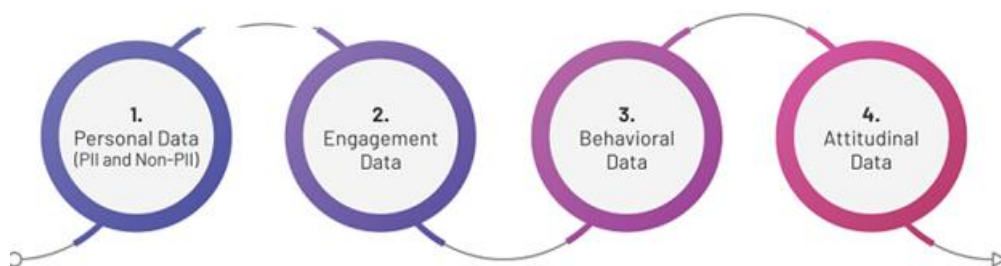 1.
Personal Data
(PII and Non-PII)
2.
Engagement
Data
3.
Behavioral
Data
4.
Attitudinal
Data